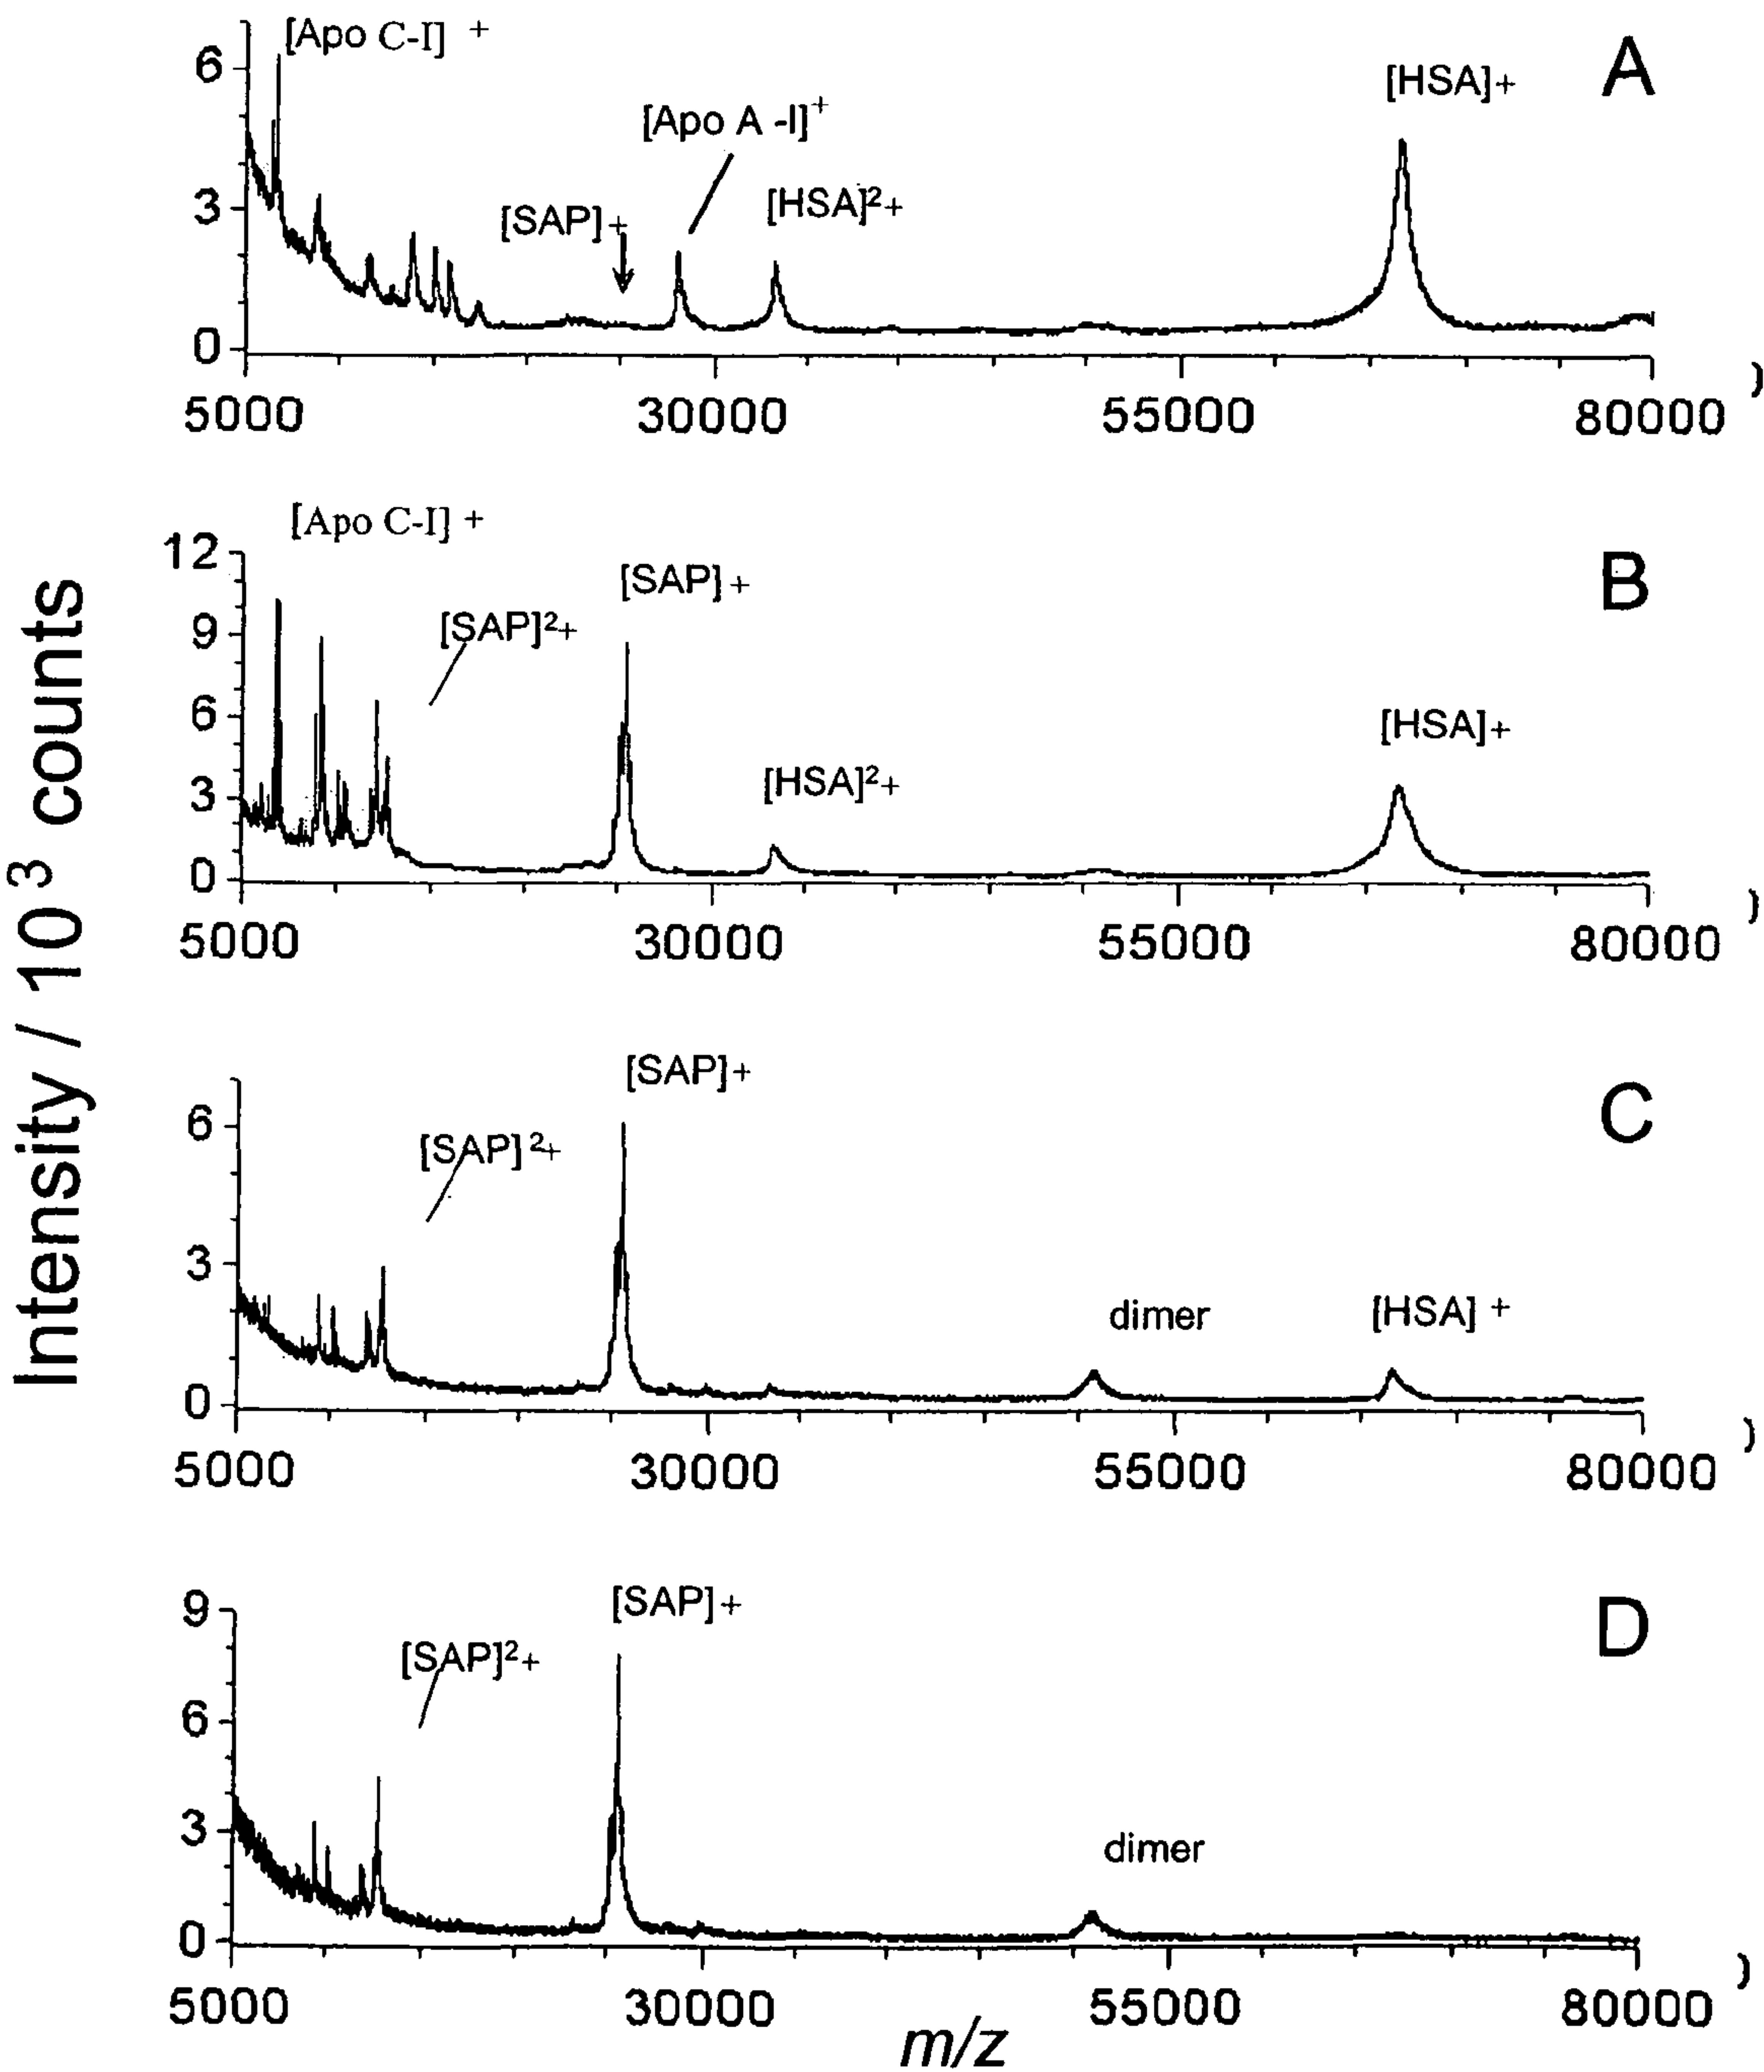 [Apo C-I] +
A
[HSA]+
6
[Apo A -I]+
3
[SAP]+
[HSA]2+
0
5000 30000 55000 80000
)
[Apo C-I] +
12
B
[SAP]+
9
[SAP]2+
6
[HSA]+
3
[HSA]2+
0
5000 30000 55000 80000
)
Intensity / 10 3 counts
[SAP]+
C
6
[SAP] 2+
3
dimer
[HSA] +
0
5000 30000 55000 80000
)
9
[SAP]+
D
[SAP]2+
6
3
dimer
0
5000 30000 55000 80000
)
m/z